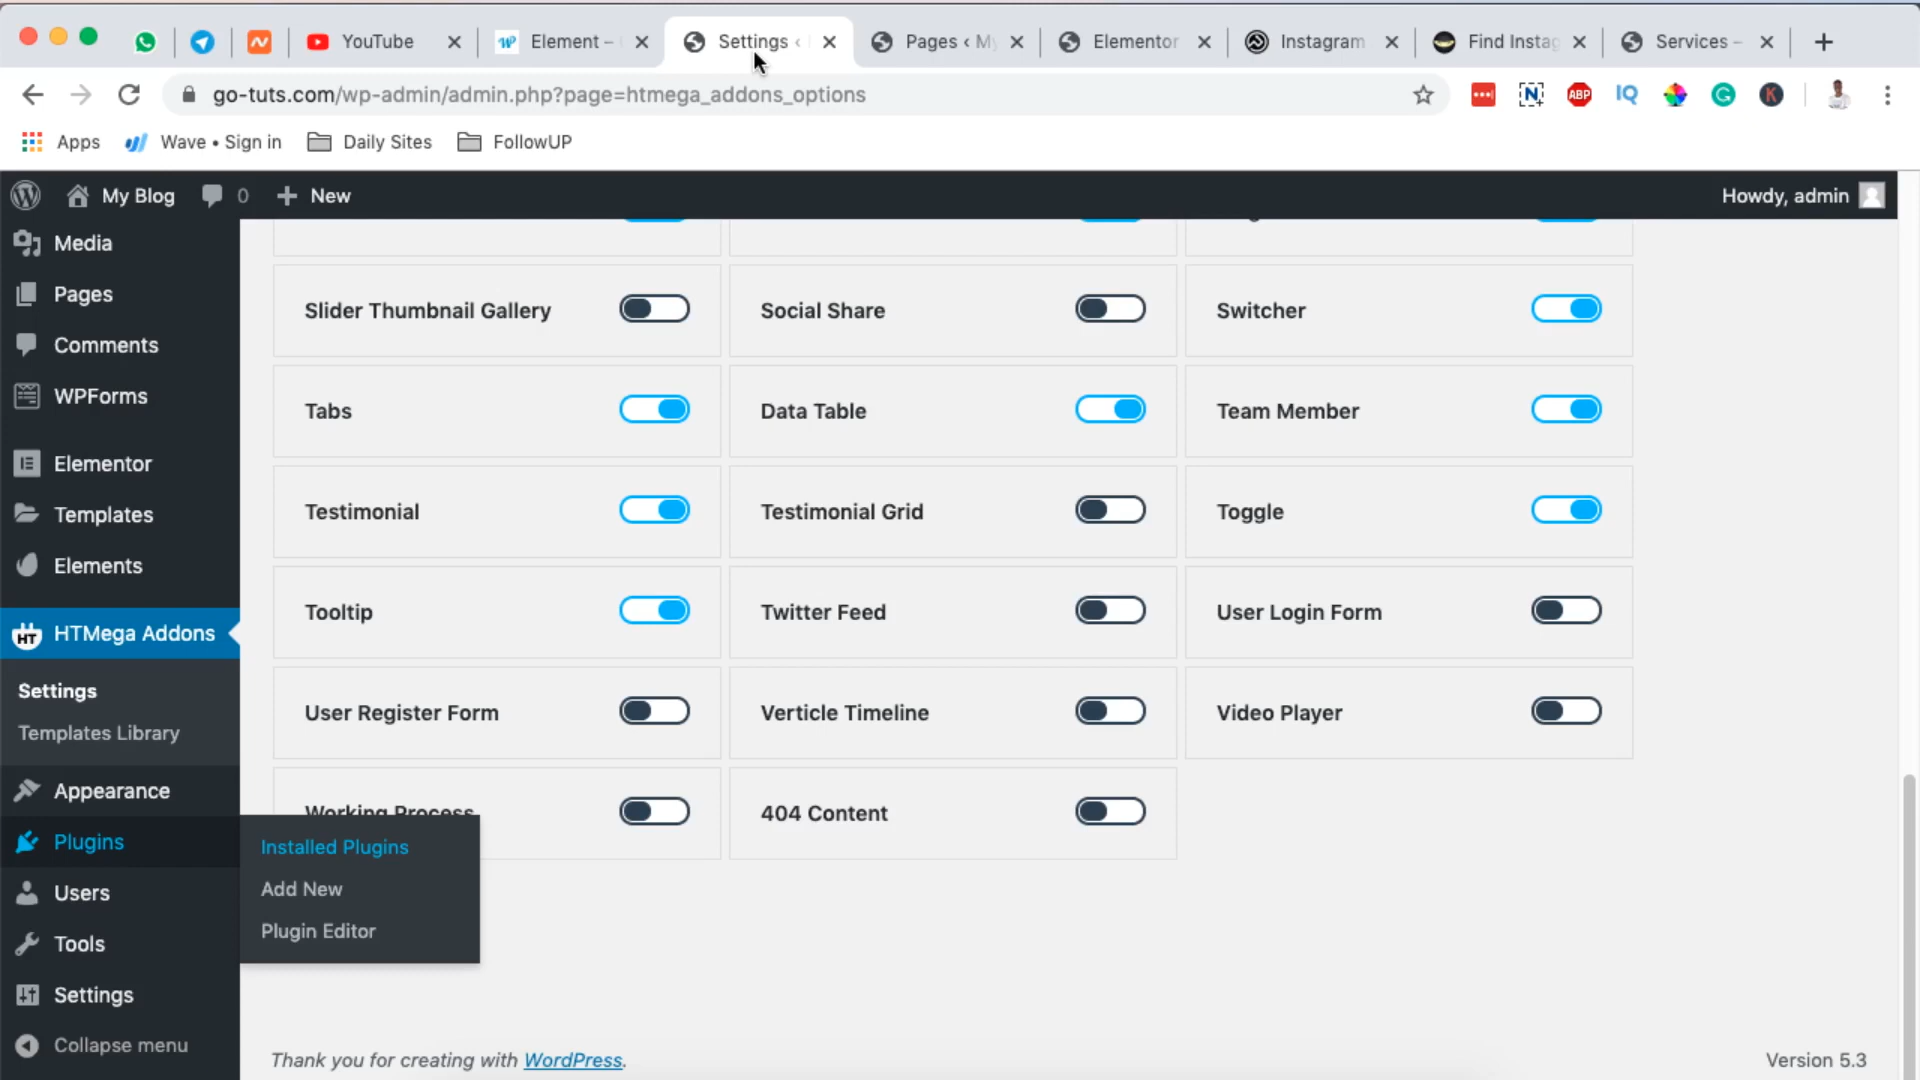 YouTube
Element –
Settings ‹
Pages ‹ My
Elementor
Instagram
Find Instag
Services –
go-tuts.com/wp-admin/admin.php?page=htmega_addons_options
ABP
IQ
Apps
Wave • Sign in
Daily Sites
FollowUP
My Blog
0
New
Howdy, admin
Media
Pages
Comments
WPForms
Elementor
Templates
Elements
HT
HTMega Addons
Settings
Templates Library
Appearance
Plugins
Users
Tools
Settings
Collapse menu
Installed Plugins
Add New
Plugin Editor
Slider Thumbnail Gallery
Social Share
Switcher
Tabs
Data Table
Team Member
Testimonial
Testimonial Grid
Toggle
Tooltip
Twitter Feed
User Login Form
User Register Form
Verticle Timeline
Video Player
Working Process
404 Content
Thank you for creating with WordPress.
Version 5.3